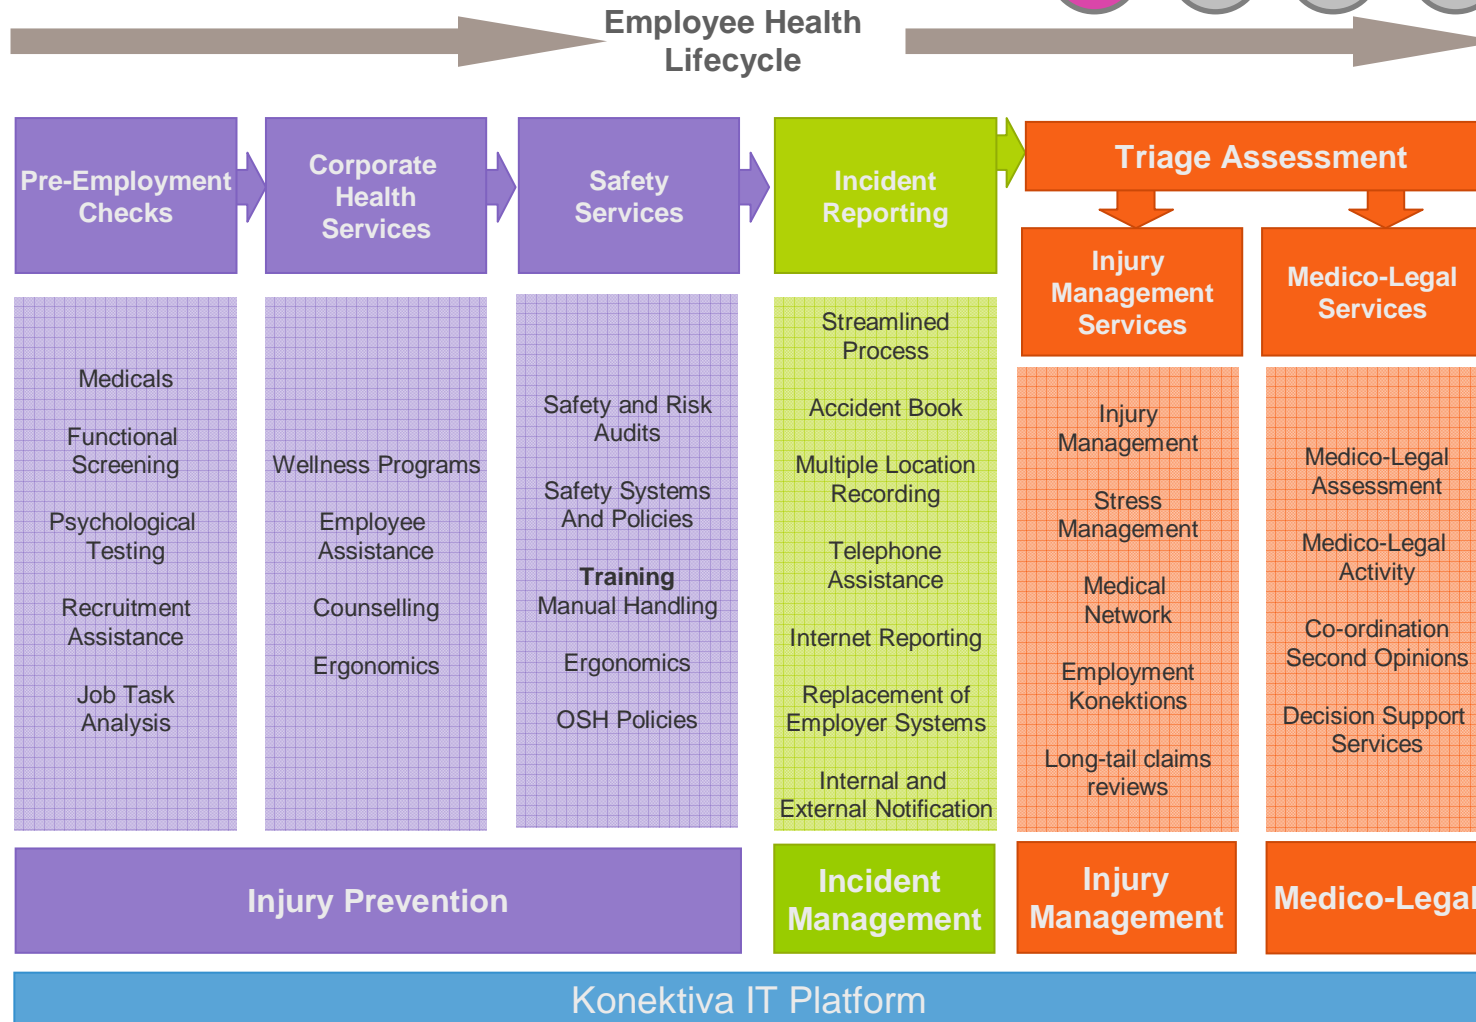 Employee Health
Lifecycle
Pre-Employment
Checks
Corporate
Health
Services
Safety
Services
Incident
Reporting
Triage Assessment
Injury
Management
Services
Medico-Legal
Services
Medicals
Functional
Screening
Psychological
Testing
Recruitment
Assistance
Job Task
Analysis
Wellness Programs
Employee
Assistance
Counselling
Ergonomics
Safety and Risk
Audits
Safety Systems
And Policies
Training
Manual Handling
Ergonomics
OSH Policies
Streamlined
Process
Accident Book
Multiple Location
Recording
Telephone
Assistance
Internet Reporting
Replacement of
Employer Systems
Internal and
External Notification
Injury
Management
Stress
Management
Medical
Network
Employment
Konektions
Long-tail claims
reviews
Medico-Legal
Assessment
Medico-Legal
Activity
Co-ordination
Second Opinions
Decision Support
Services
Injury Prevention
Incident
Management
Injury
Management
Medico-Legal
Konektiva IT Platform